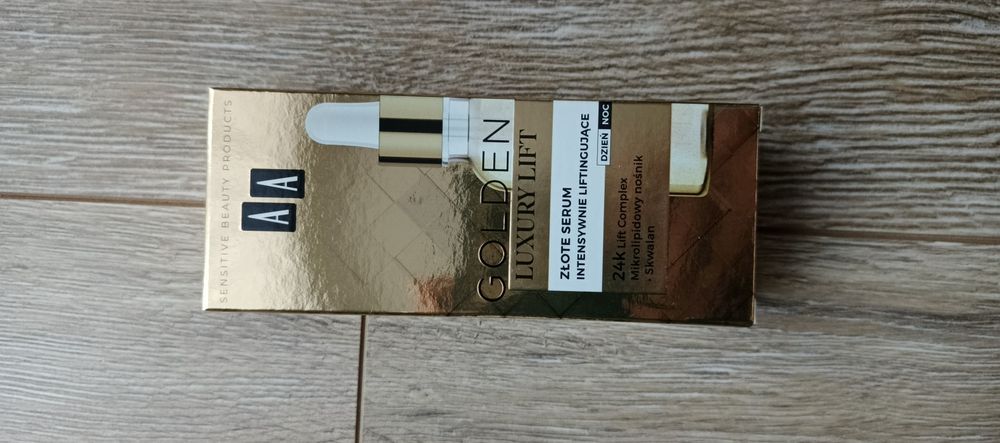 SENSITIVE BEAUTY PRODUCTS
AA
GOLDEN
LUXURY LIFT
ZŁOTE SERUM
INTENSYWNIE LIFTINGUJĄCE
DZIEŃ NOC
24k Lift Complex
Mikrolipidowy nośnik
+ Skwalan